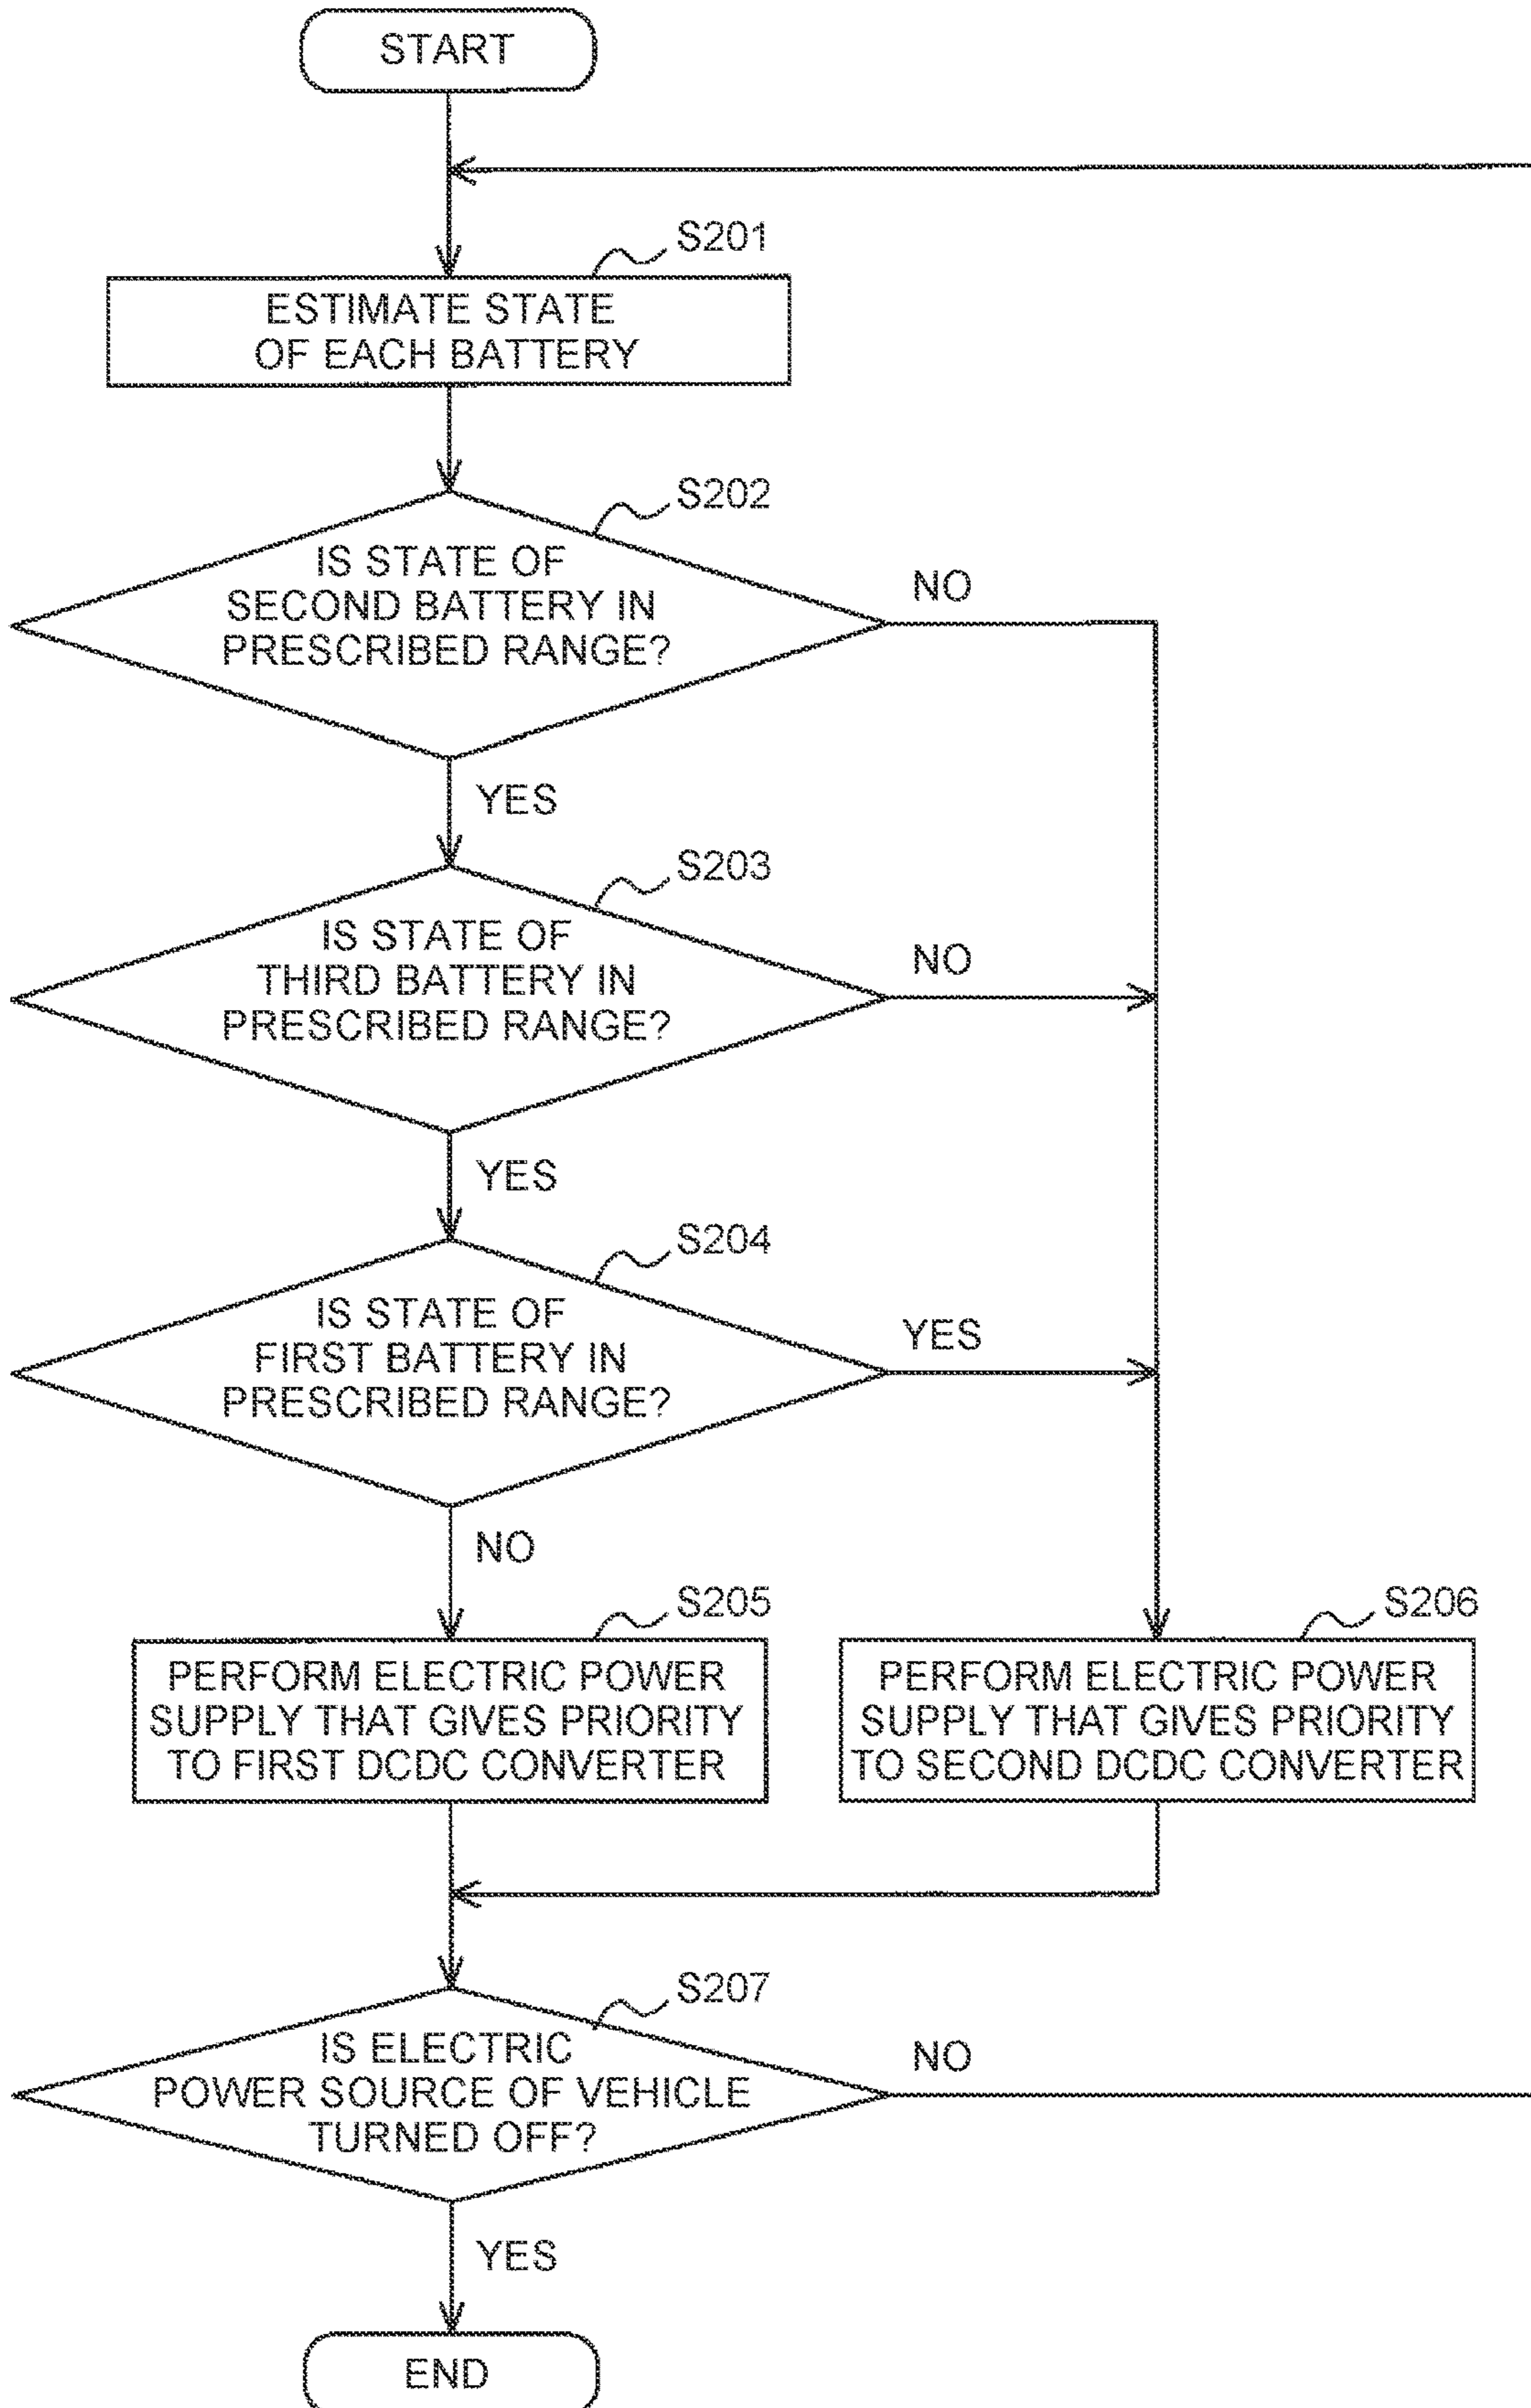 START
S201
ESTIMATE STATE
OF EACH BATTERY
S202
IS STATE OF
SECOND BATTERY IN
PRESCRIBED RANGE?
NO
YES
S203
IS STATE OF
THIRD BATTERY IN
PRESCRIBED RANGE?
NO
YES
S204
IS STATE OF
FIRST BATTERY IN
PRESCRIBED RANGE?
YES
NO
S205
PERFORM ELECTRIC POWER
SUPPLY THAT GIVES PRIORITY
TO FIRST DCDC CONVERTER
S206
PERFORM ELECTRIC POWER
SUPPLY THAT GIVES PRIORITY
TO SECOND DCDC CONVERTER
S207
IS ELECTRIC
POWER SOURCE OF VEHICLE
TURNED OFF?
NO
YES
END